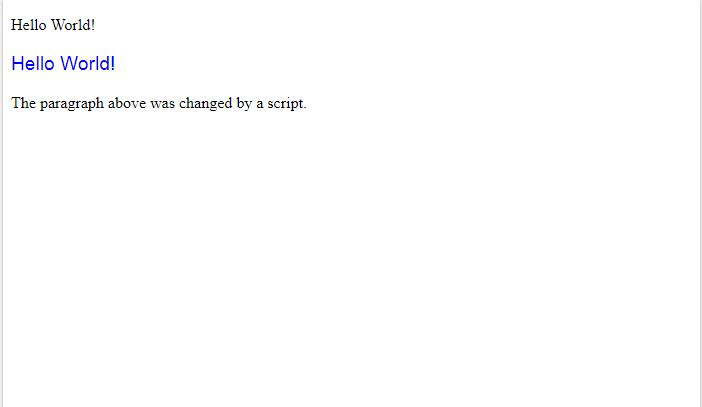 Hello World!
Hello World!
The paragraph above was changed by a script.